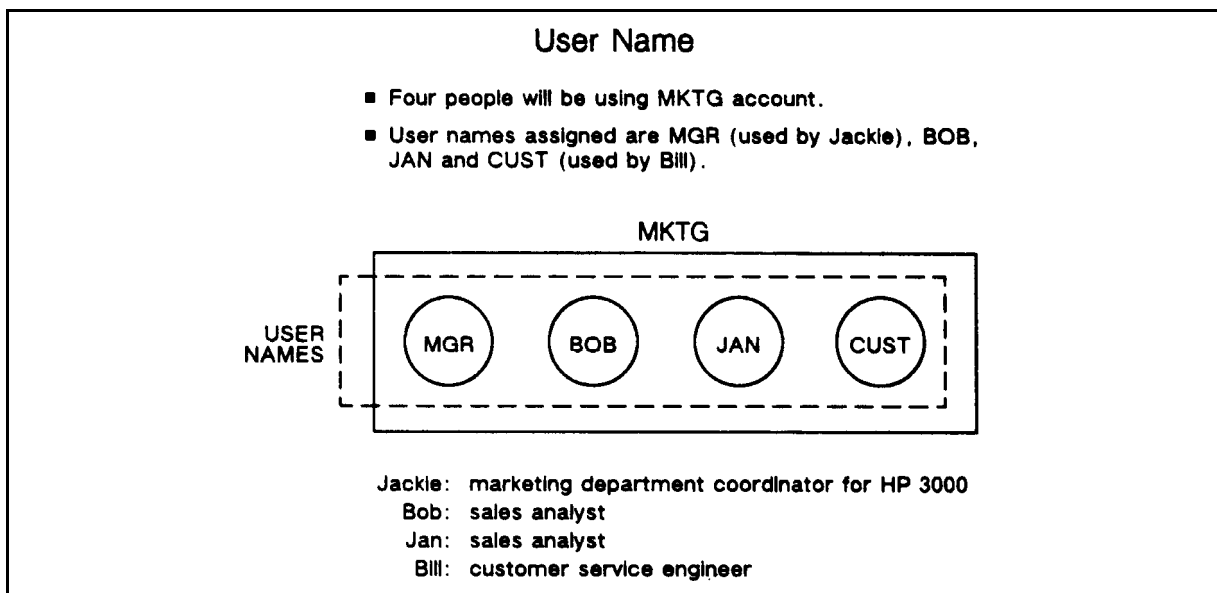 User Name
▪ Four people will be using MKTG account.
▪ User names assigned are MGR (used by Jackie), BOB,
JAN and CUST (used by Bill).
MKTG
USER
NAMES
MGR
BOB
JAN
CUST
Jackie: marketing department coordinator for HP 3000
Bob: sales analyst
Jan: sales analyst
Bill: customer service engineer